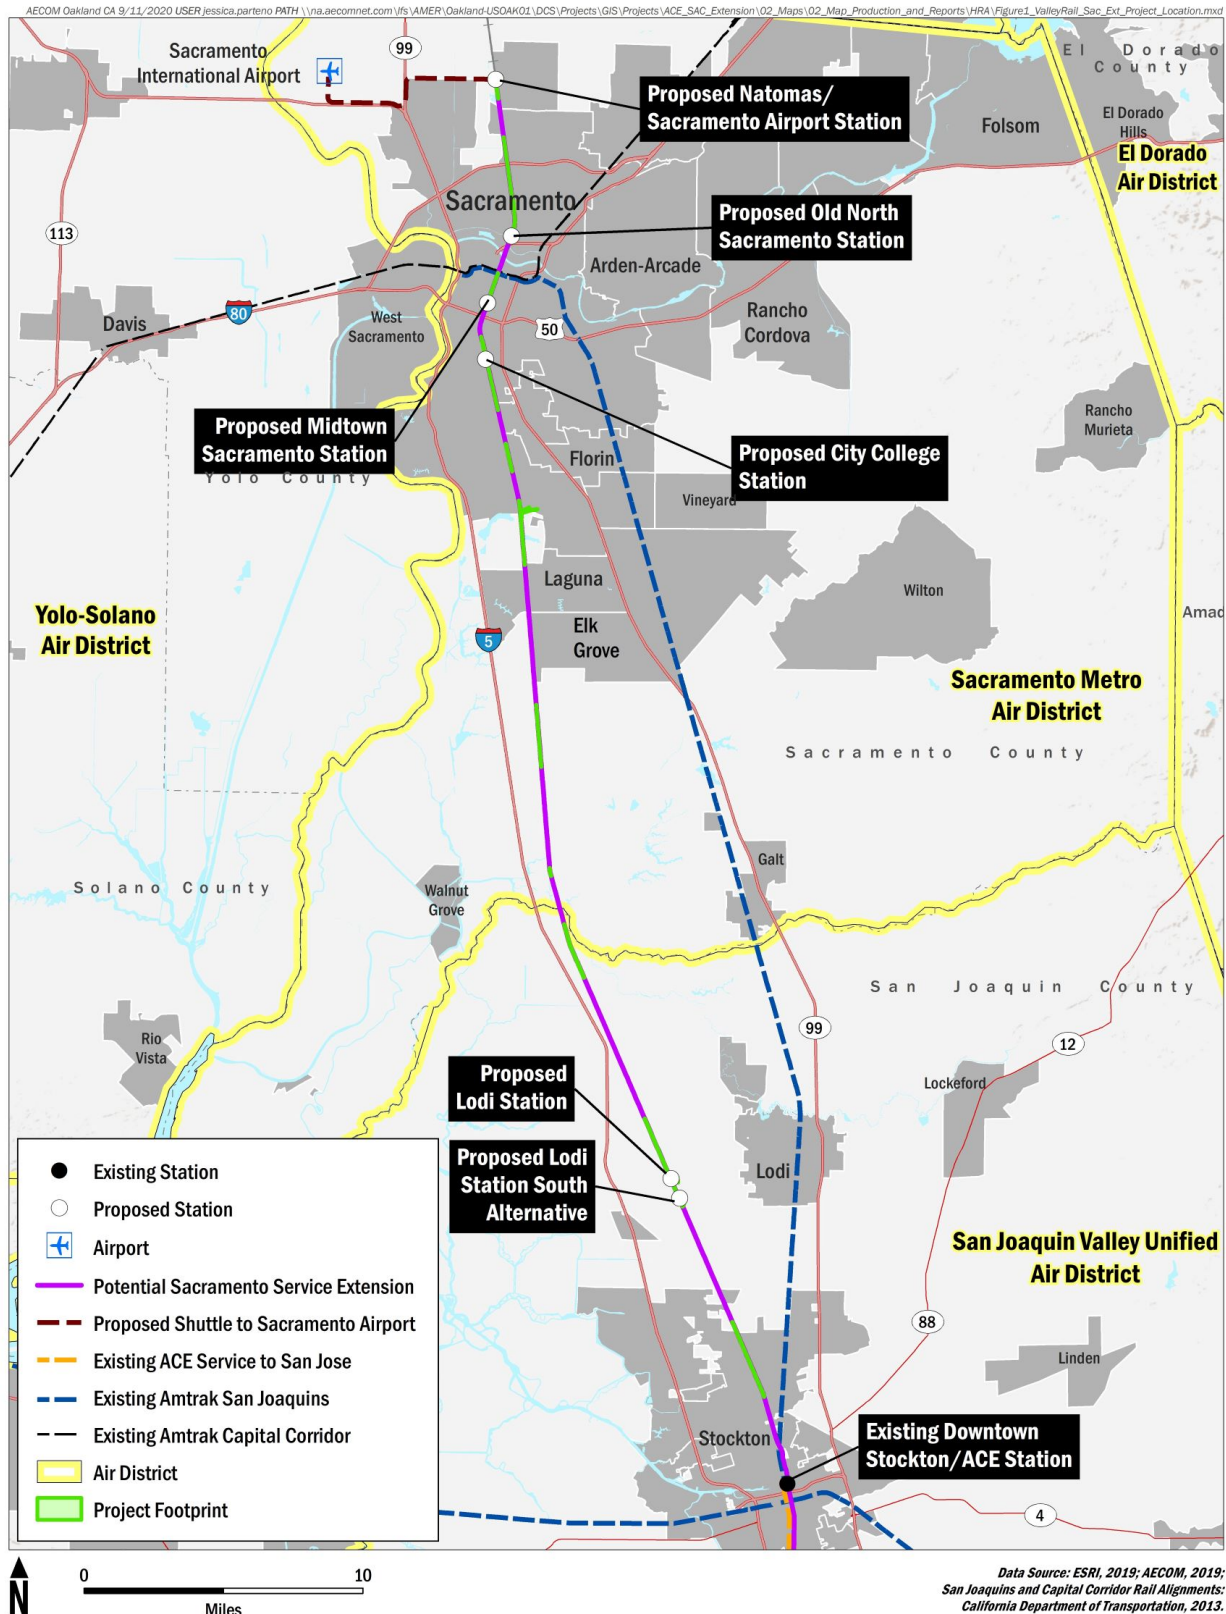 AECOM Oakland CA 9/11/2020 USER jessica.parteno PATH \\na.aecomnet.com\lfs\AMER\Oakland-USOAK01\DCS\Projects\GIS\Projects\ACE_SAC_Extension\02_Maps\02_Map_Production_and_Reports\HRA\Figure1_ValleyRail_Sac_Ext_Project_Location.mxd
Sacramento
International Airport
99
El Dorado
County
Proposed Natomas/
Sacramento Airport Station
Folsom
El Dorado
Hills
El Dorado
Air District
Sacramento
Proposed Old North
Sacramento Station
113
Arden-Arcade
80
Davis
West
Sacramento
50
Rancho
Cordova
Rancho
Murieta
Proposed Midtown
Sacramento Station
Yolo County
Florin
Proposed City College
Station
Vineyard
Laguna
Wilton
Yolo-Solano
Air District
Elk
Grove
5
Amad
Sacramento Metro
Air District
Sacramento County
Galt
Solano County
Walnut
Grove
San Joaquin County
Rio
Vista
99
12
Proposed
Lodi Station
Lockeford
Proposed Lodi
Station South
Alternative
Lodi
San Joaquin Valley Unified
Air District
88
Linden
Stockton
Existing Downtown
Stockton/ACE Station
4
Existing Station
Proposed Station
Airport
Potential Sacramento Service Extension
Proposed Shuttle to Sacramento Airport
Existing ACE Service to San Jose
Existing Amtrak San Joaquins
Existing Amtrak Capital Corridor
Air District
Project Footprint
N
0 10
Miles
Data Source: ESRI, 2019; AECOM, 2019;
San Joaquins and Capital Corridor Rail Alignments:
California Department of Transportation, 2013.